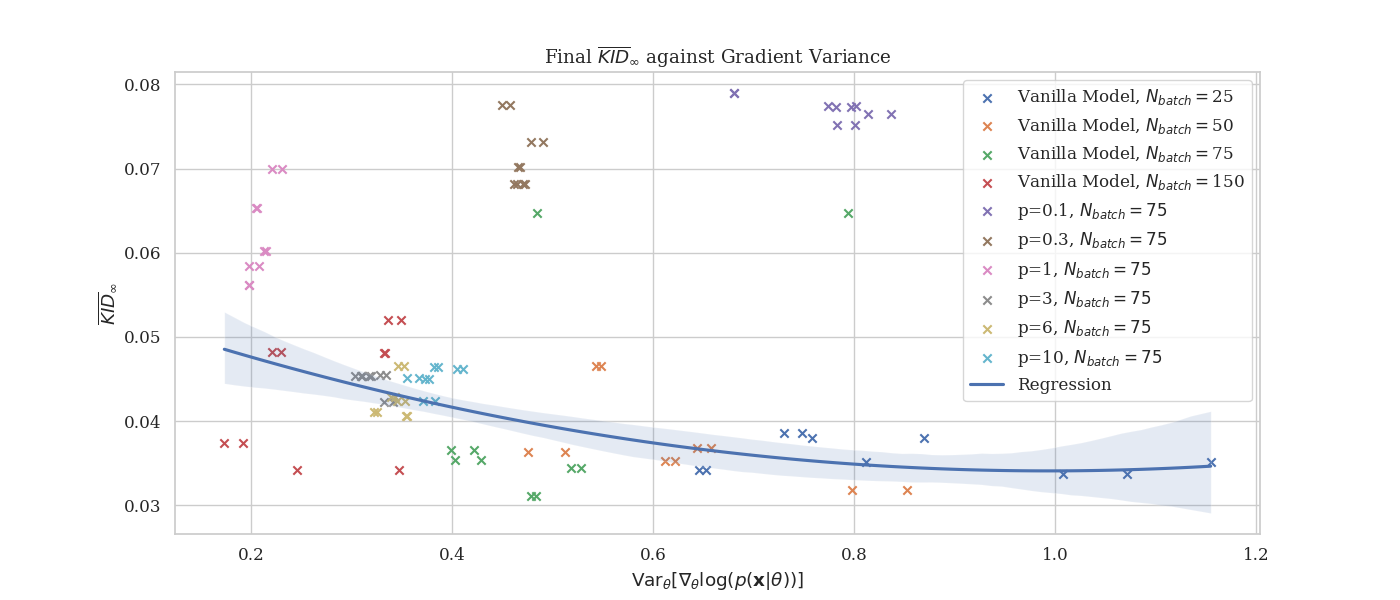 Final $\overline{KID}_\infty$ against Gradient Variance
$\overline{KID}_\infty$
0.08
0.07
0.06
0.05
0.04
0.03
0.2
0.4
0.6
0.8
1.0
1.2
$\mathrm{Var}_\theta[\nabla_\theta \log(p(\mathbf{x}|\theta))]$
Vanilla Model, $N_{batch} = 25$
Vanilla Model, $N_{batch} = 50$
Vanilla Model, $N_{batch} = 75$
Vanilla Model, $N_{batch} = 150$
p=0.1, $N_{batch} = 75$
p=0.3, $N_{batch} = 75$
p=1, $N_{batch} = 75$
p=3, $N_{batch} = 75$
p=6, $N_{batch} = 75$
p=10, $N_{batch} = 75$
Regression